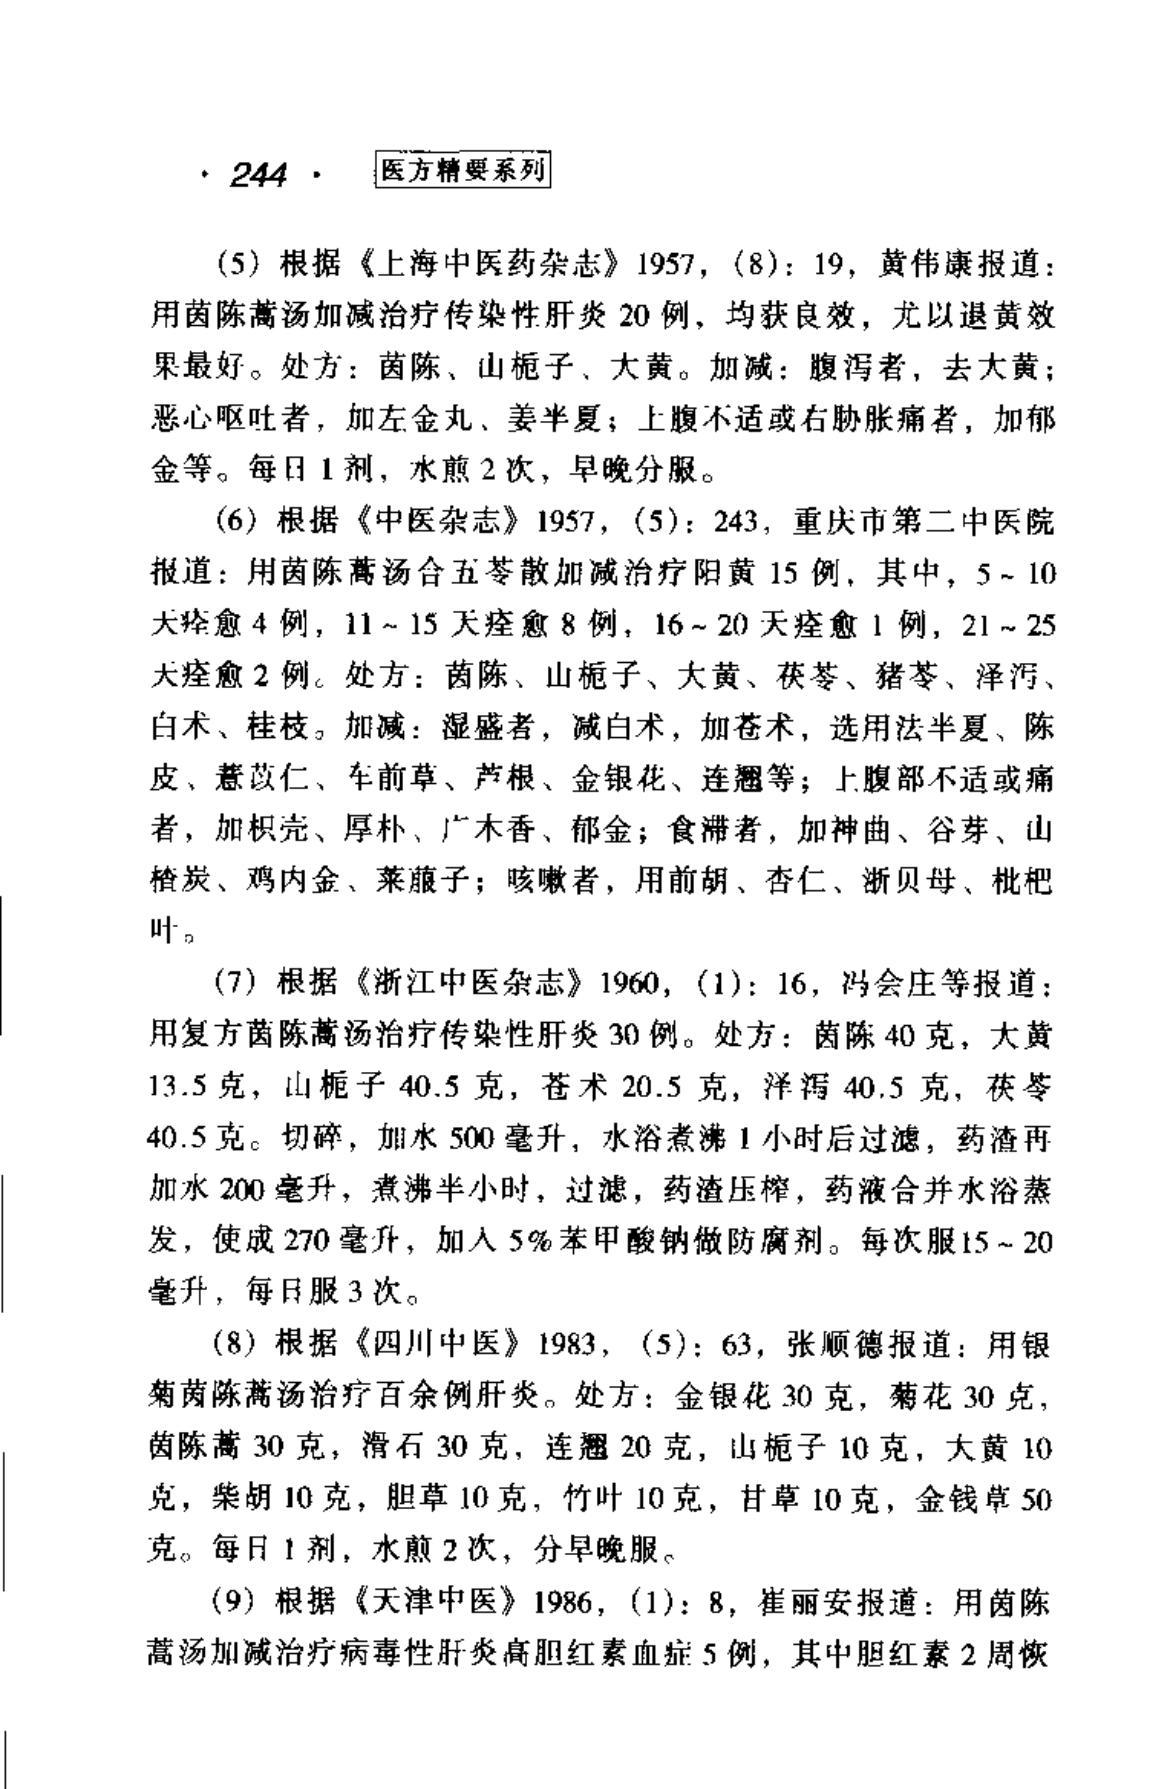 · 244 · 医方精要系列
(5) 根据《上海中医药杂志》1957，(8)：19，黄伟康报道：
用茵陈蒿汤加减治疗传染性肝炎 20 例，均获良效，尤以退黄效
果最好。处方：茵陈、山栀子、大黄。加减：腹泻者，去大黄；
恶心呕吐者，加左金丸、姜半夏；上腹不适或右胁胀痛者，加郁
金等。每日 1 剂，水煎 2 次，早晚分服。
(6) 根据《中医杂志》1957，(5)：243，重庆市第二中医院
报道：用茵陈蒿汤合五苓散加减治疗阳黄 15 例，其中，5～10
天痊愈 4 例，11～15 天痊愈 8 例，16～20 天痊愈 1 例，21～25
天痊愈 2 例。处方：茵陈、山栀子、大黄、茯苓、猪苓、泽泻、
白术、桂枝。加减：湿盛者，减白术，加苍术，选用法半夏、陈
皮、薏苡仁、车前草、芦根、金银花、连翘等；上腹部不适或痛
者，加枳壳、厚朴、广木香、郁金；食滞者，加神曲、谷芽、山
楂炭、鸡内金、莱菔子；咳嗽者，用前胡、杏仁、浙贝母、枇杷
叶。
(7) 根据《浙江中医杂志》1960，(1)：16，冯会庄等报道：
用复方茵陈蒿汤治疗传染性肝炎 30 例。处方：茵陈 40 克，大黄
13.5 克，山栀子 40.5 克，苍术 20.5 克，泽泻 40.5 克，茯苓
40.5 克。切碎，加水 500 毫升，水浴煮沸 1 小时后过滤，药渣再
加水 200 毫升，煮沸半小时，过滤，药渣压榨，药液合并水浴蒸
发，使成 270 毫升，加入 5%苯甲酸钠做防腐剂。每次服 15～20
毫升，每日服 3 次。
(8) 根据《四川中医》1983，(5)：63，张顺德报道：用银
菊茵陈蒿汤治疗百余例肝炎。处方：金银花 30 克，菊花 30 克，
茵陈蒿 30 克，滑石 30 克，连翘 20 克，山栀子 10 克，大黄 10
克，柴胡 10 克，胆草 10 克，竹叶 10 克，甘草 10 克，金钱草 50
克。每日 1 剂，水煎 2 次，分早晚服。
(9) 根据《天津中医》1986，(1)：8，崔丽安报道：用茵陈
蒿汤加减治疗病毒性肝炎高胆红素血症 5 例，其中胆红素 2 周恢